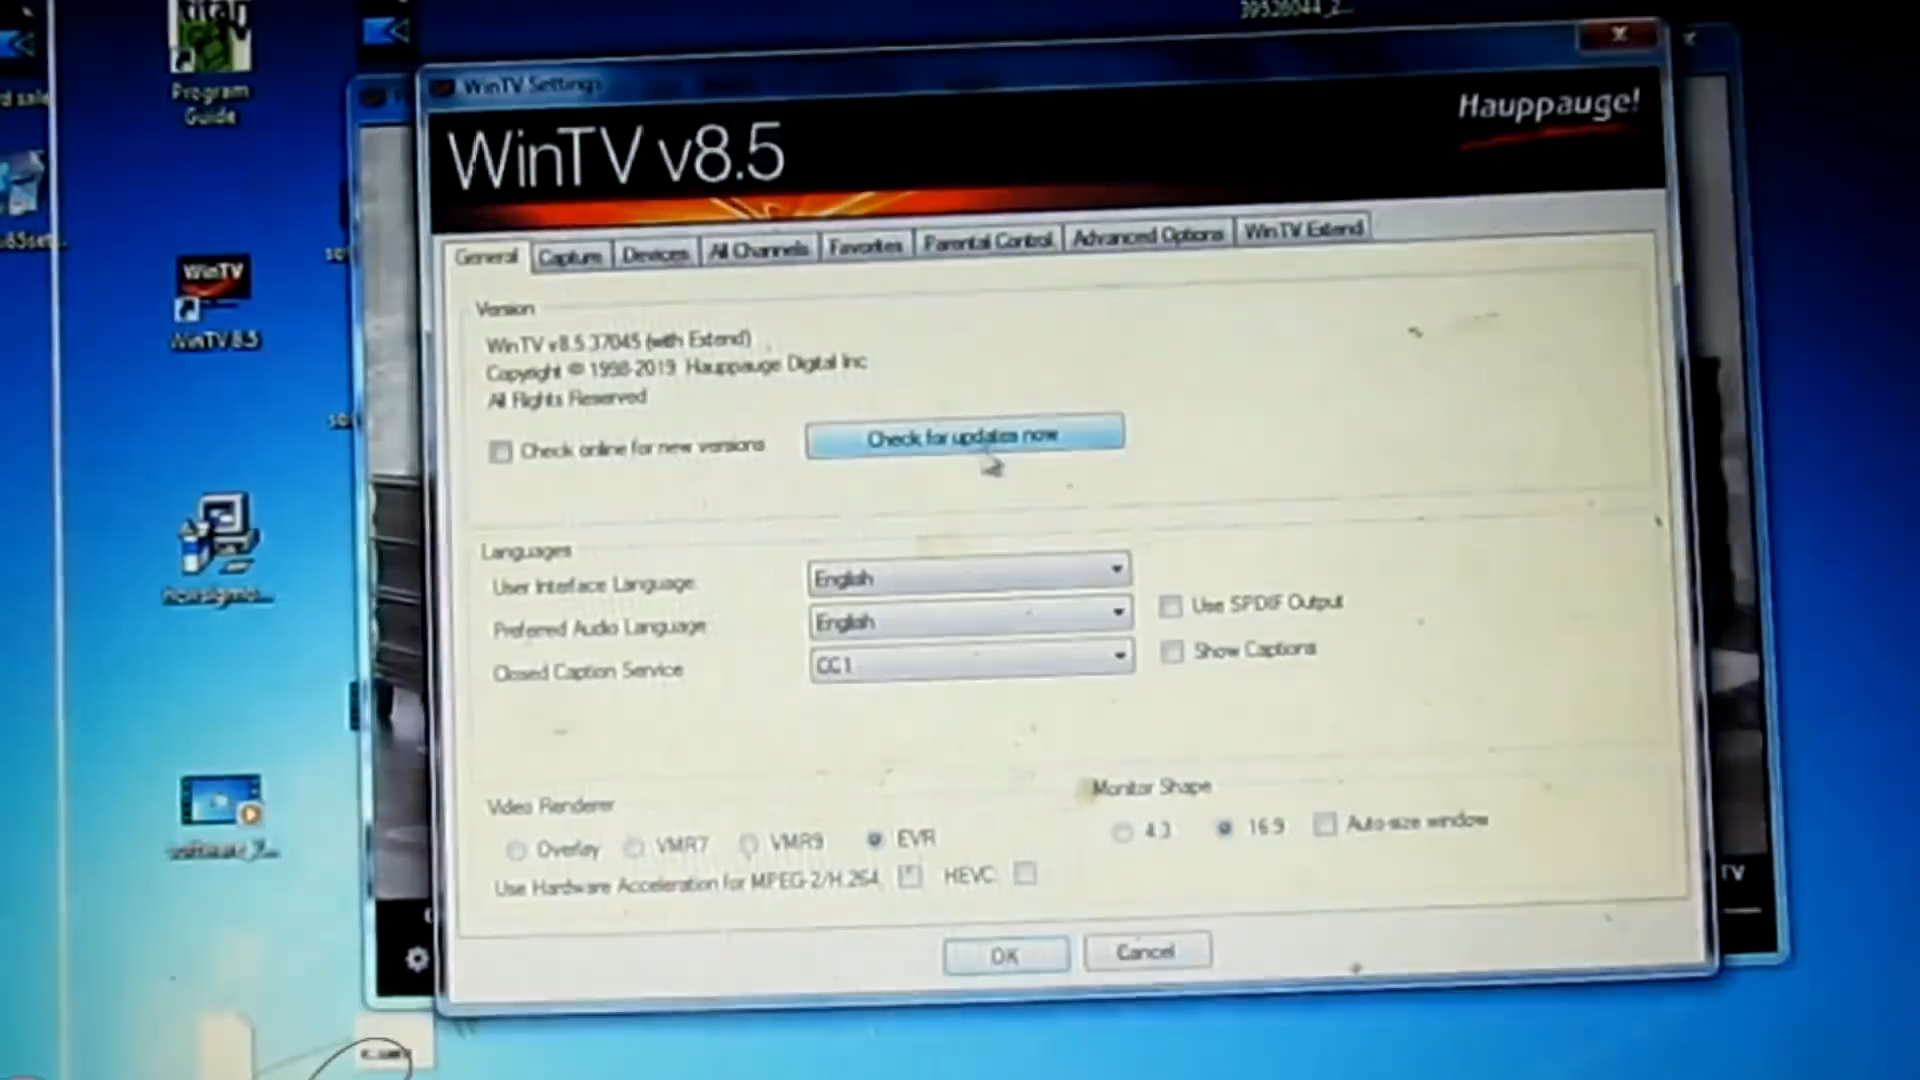 Program
Guide
WinTV
WinTV 8.5
WinTV Settings
Hauppauge!
WinTV v8.5
General
Capture
Devices
All Channels
Favorites
Parental Control
Advanced Options
WinTV Extend
Version
WinTV v8.5 37045 (with Extend)
Copyright © 1998-2019 Hauppauge Digital Inc
All Rights Reserved
Check online for new versions
Check for updates now
Languages
User Interface Language
English
Preferred Audio Language
English
Use SPDIF Output
Closed Caption Service
CC1
Show Captions
Video Renderer
Overlay
VMR7
VMR9
EVR
Use Hardware Acceleration for MPEG-2/H.264
HEVC
Monitor Shape
4:3
16:9
Auto-size window
OK
Cancel
TV